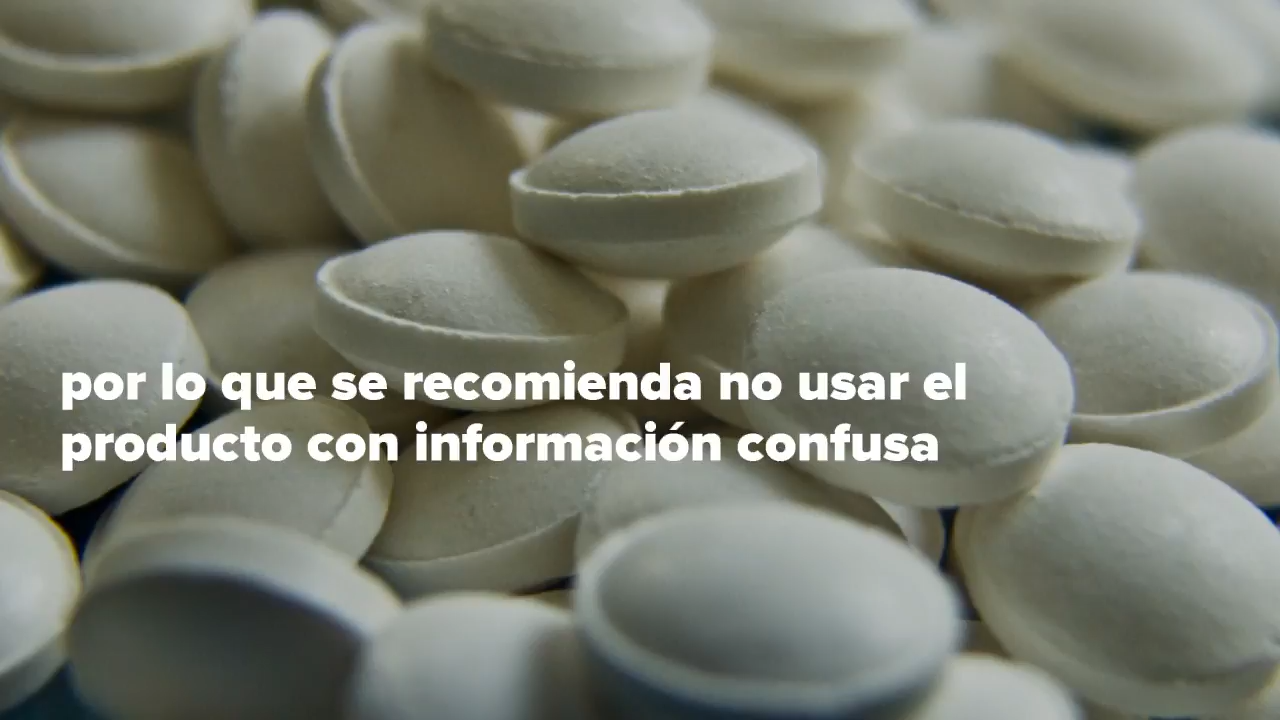 por lo que se recomienda no usar el
producto con información confusa